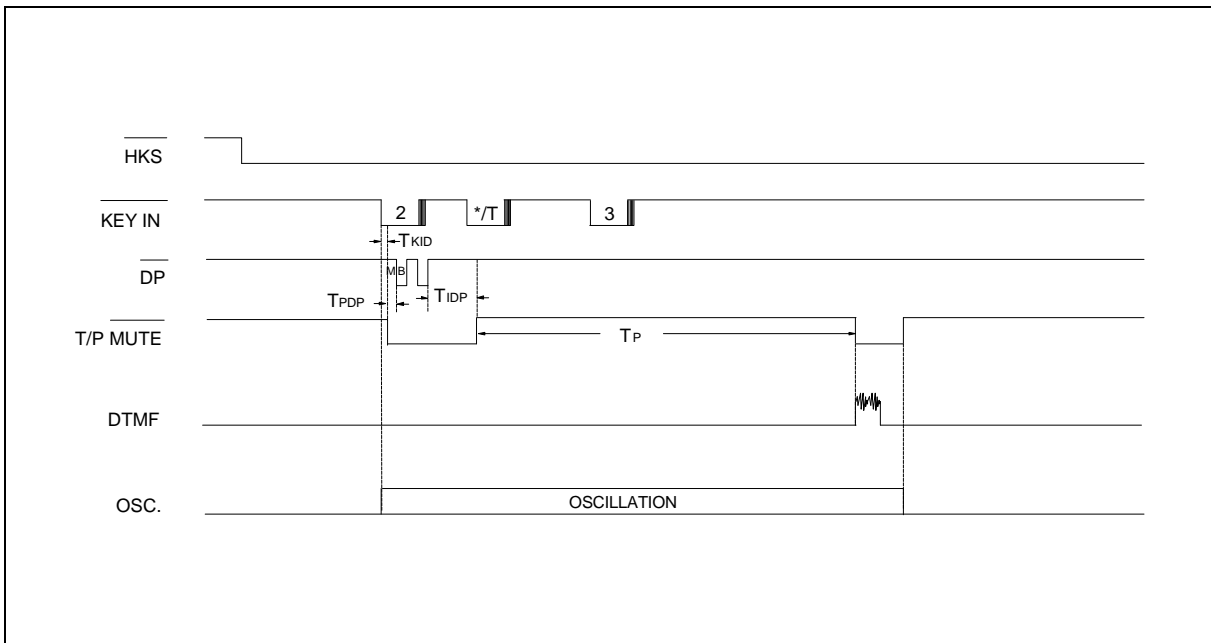 HKS
KEY IN
2
*/T
3
TKID
DP
M B
TPDP
TIDP
T/P MUTE
TP
DTMF
OSC.
OSCILLATION